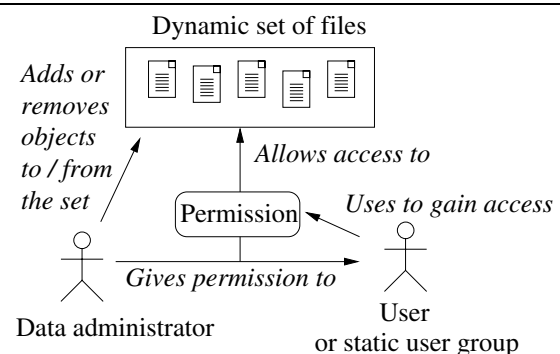 Dynamic set of files
Adds or
removes
objects
to / from
the set
Allows access to
Permission
Uses to gain access
Gives permission to
Data administrator
User
or static user group